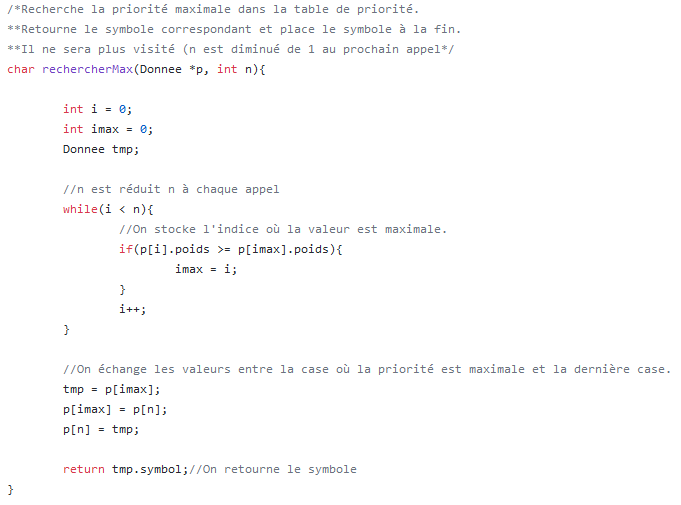 /*Recherche la priorité maximale dans la table de priorité.
**Retourne le symbole correspondant et place le symbole à la fin.
**Il ne sera plus visité (n est diminué de 1 au prochain appel*/
char rechercherMax(Donnee *p, int n){
int i = 0;
int imax = 0;
Donnee tmp;
//n est réduit n à chaque appel
while(i < n){
//On stocke l'indice où la valeur est maximale.
if(p[i].poids >= p[imax].poids){
imax = i;
}
i++;
}
//On échange les valeurs entre la case où la priorité est maximale et la dernière case.
tmp = p[imax];
p[imax] = p[n];
p[n] = tmp;
return tmp.symbol;//On retourne le symbole
}